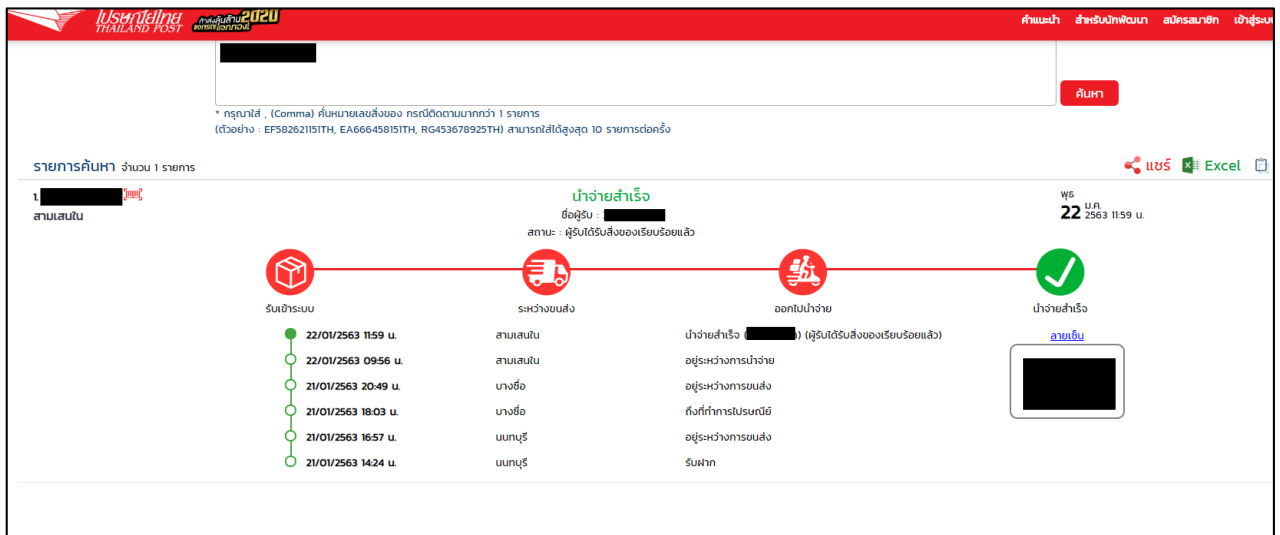 ไปรษณีย์ไทย
THAILAND POST
2020
คำแนะนำ สำหรับนักพัฒนา สมัครสมาชิก เข้าสู่ระบบ
ค้นหา
* กรุณาใส่ , (Comma) คั่นหมายเลขสิ่งของ กรณีติดตามมากกว่า 1 รายการ
(ตัวอย่าง : EF582621151TH, EA666458151TH, RG453678925TH) สามารถใส่ได้สูงสุด 10 รายการต่อครั้ง
รายการค้นหา จำนวน 1 รายการ
แชร์ Excel
1.
สามเสนใน
นำจ่ายสำเร็จ
ชื่อผู้รับ :
สถานะ : ผู้รับได้รับสิ่งของเรียบร้อยแล้ว
พุธ
22 ม.ค. 2563 11:59 น.
รับเข้าระบบ ระหว่างขนส่ง ออกไปนำจ่าย นำจ่ายสำเร็จ
22/01/2563 11:59 น. สามเสนใน นำจ่ายสำเร็จ ( ) (ผู้รับได้รับสิ่งของเรียบร้อยแล้ว) ลายเซ็น
22/01/2563 09:56 น. สามเสนใน อยู่ระหว่างการนำจ่าย
21/01/2563 20:49 น. บางซื่อ อยู่ระหว่างการขนส่ง
21/01/2563 18:03 น. บางซื่อ ถึงที่ทำการไปรษณีย์
21/01/2563 16:57 น. นนทบุรี อยู่ระหว่างการขนส่ง
21/01/2563 14:24 น. นนทบุรี รับฝาก